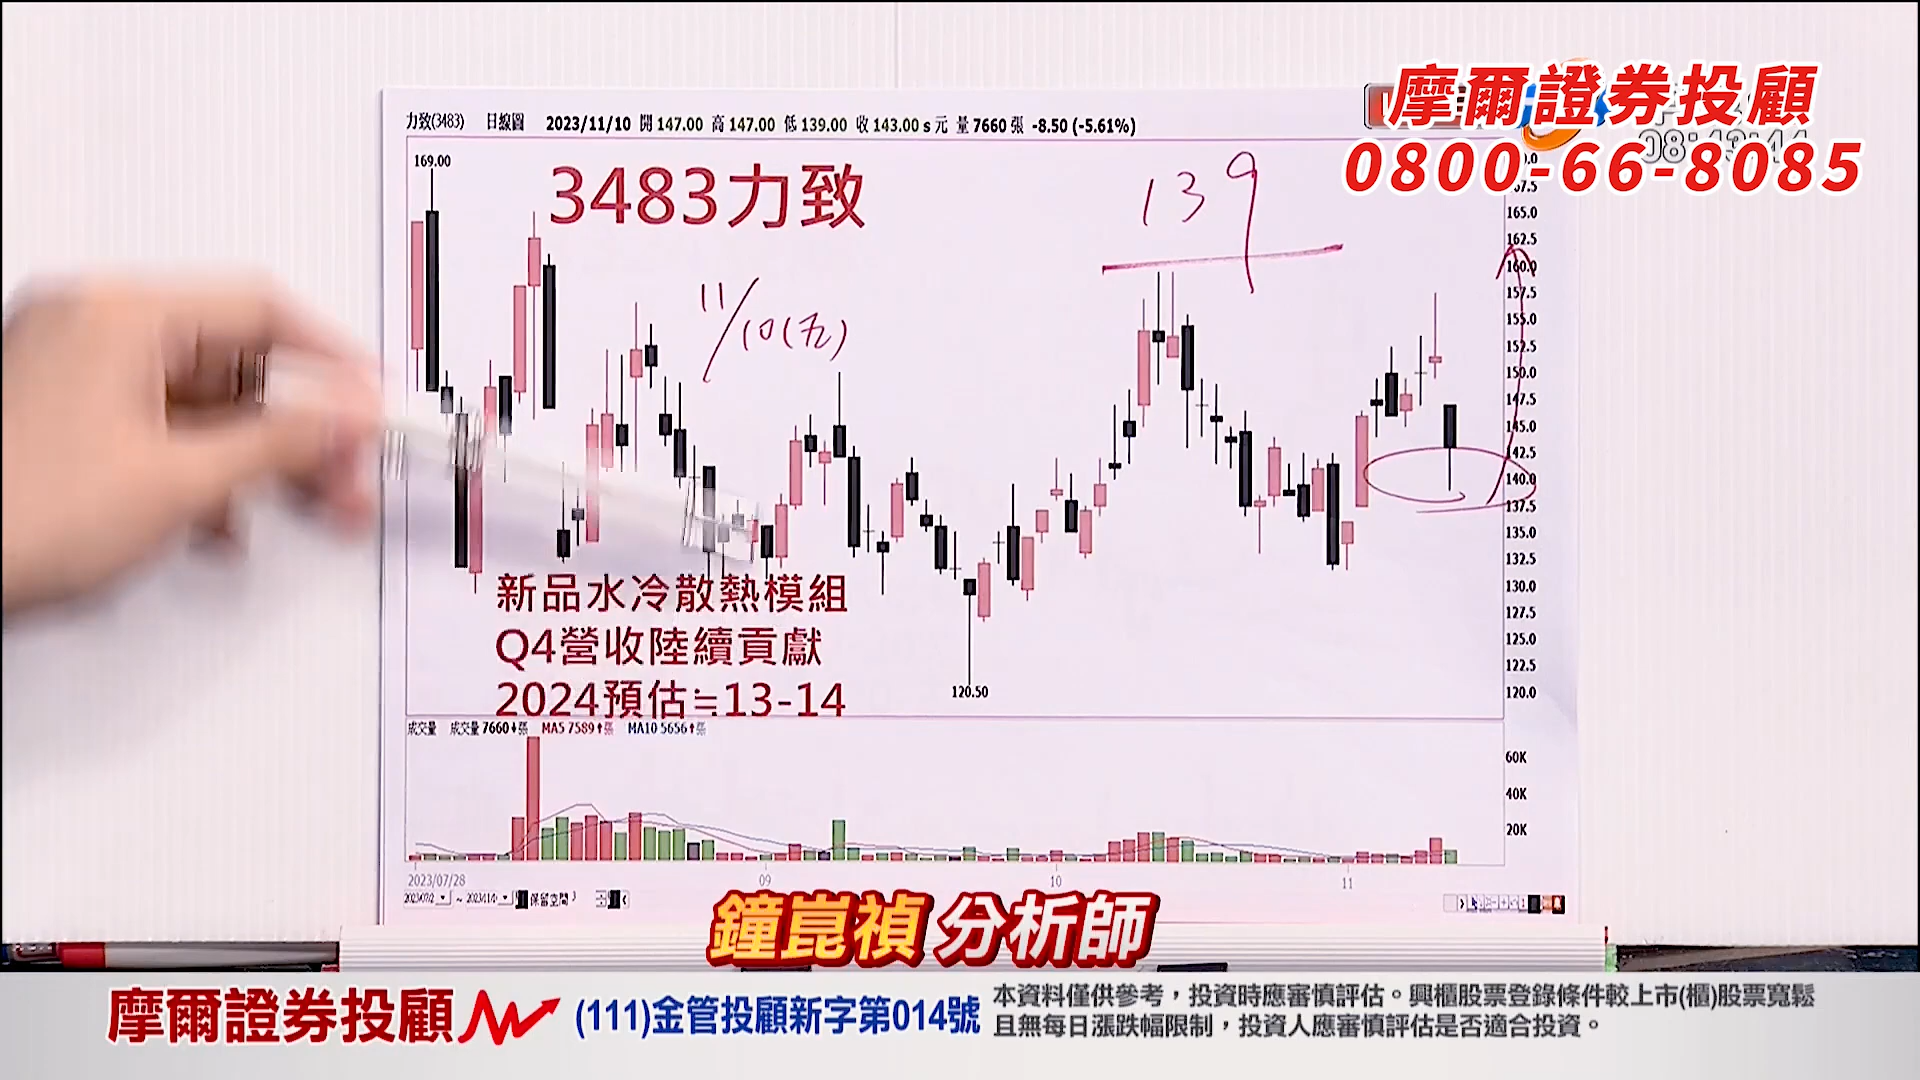 摩爾證券投顧
0800-66-8085
力致(3483) 日線圖 2023/11/10 開 147.00 高 147.00 低 139.00 收 143.00 s 元 量 7660 張 -8.50 (-5.61%)
169.00
3483力致
139
11/10(五)
165.0
162.5
160.0
157.5
155.0
152.5
150.0
147.5
145.0
142.5
140.0
137.5
135.0
132.5
130.0
127.5
125.0
122.5
120.0
新品水冷散熱模組
Q4營收陸續貢獻
2024預估≒13-14
120.50
成交量 成交量 7660↓張 MA5 7589↑張 MA10 5656↑張
60K
40K
20K
2023/07/28 09 10 11
保留空間
鐘崑禎 分析師
摩爾證券投顧 (111)金管投顧新字第014號
本資料僅供參考，投資時應審慎評估。興櫃股票登錄條件較上市(櫃)股票寬鬆
且無每日漲跌幅限制，投資人應審慎評估是否適合投資。